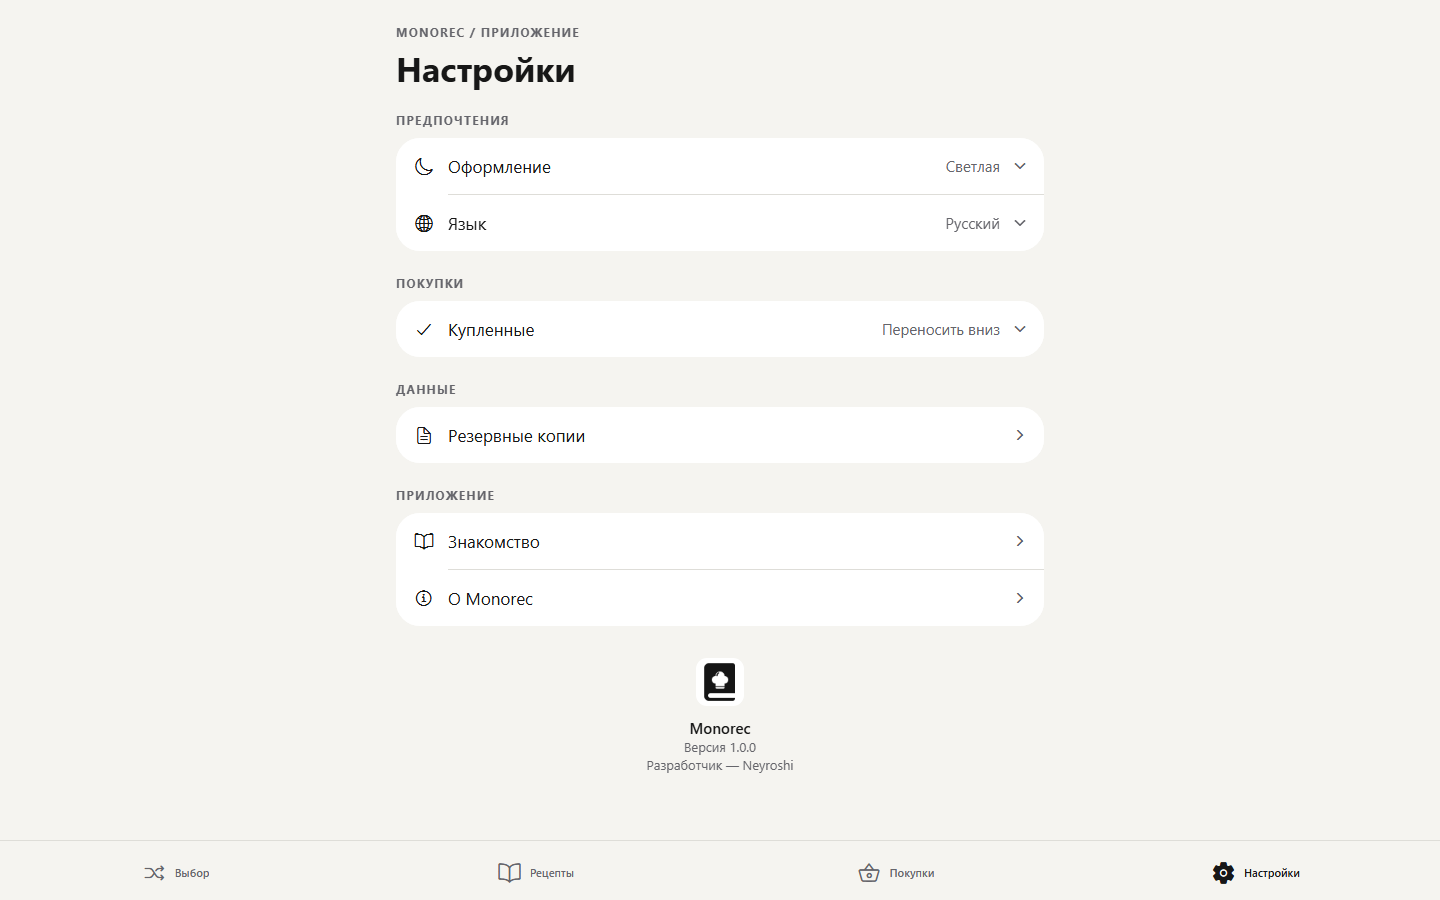 MONOREC / ПРИЛОЖЕНИЕ
Настройки
ПРЕДПОЧТЕНИЯ
Оформление Светлая
Язык Русский
ПОКУПКИ
Купленные Переносить вниз
ДАННЫЕ
Резервные копии
ПРИЛОЖЕНИЕ
Знакомство
О Monorec
Monorec
Версия 1.0.0
Разработчик — Neyroshi
Выбор Рецепты Покупки Настройки